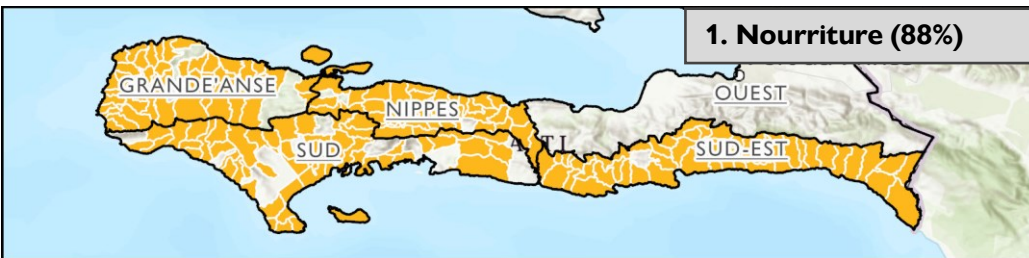 1. Nourriture (88%)
GRANDE'ANSE
OUEST
NIPPES
SUD
SUD-EST